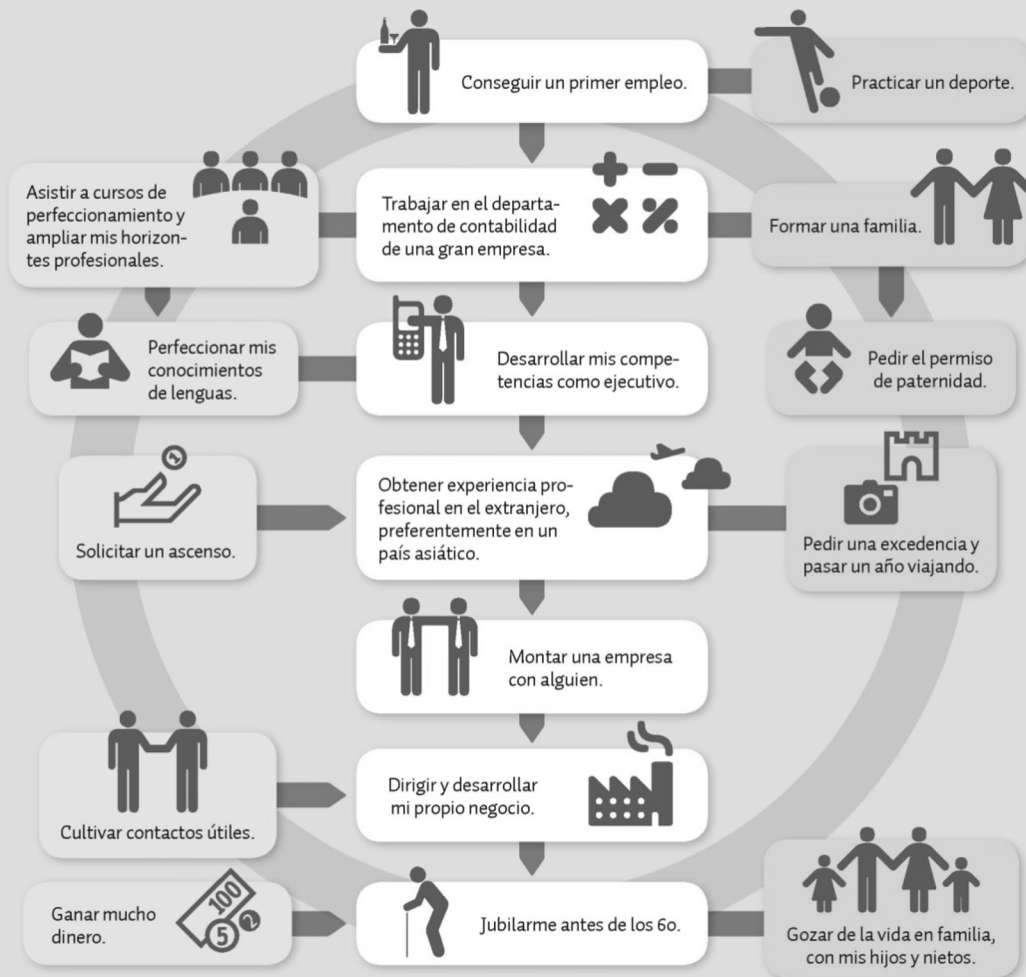 Conseguir un primer empleo.
Practicar un deporte.
Asistir a cursos de
perfeccionamiento y
ampliar mis horizon-
tes profesionales.
Trabajar en el departa-
mento de contabilidad
de una gran empresa.
Formar una familia.
Perfeccionar mis
conocimientos
de lenguas.
Desarrollar mis compe-
tencias como ejecutivo.
Pedir el permiso
de paternidad.
1
Solicitar un ascenso.
Obtener experiencia pro-
fesional en el extranjero,
preferentemente en un
país asiático.
Pedir una excedencia y
pasar un año viajando.
Montar una empresa
con alguien.
Cultivar contactos útiles.
Dirigir y desarrollar
mi propio negocio.
Ganar mucho
dinero.
100
5
2
Jubilarme antes de los 60.
Gozar de la vida en familia,
con mis hijos y nietos.